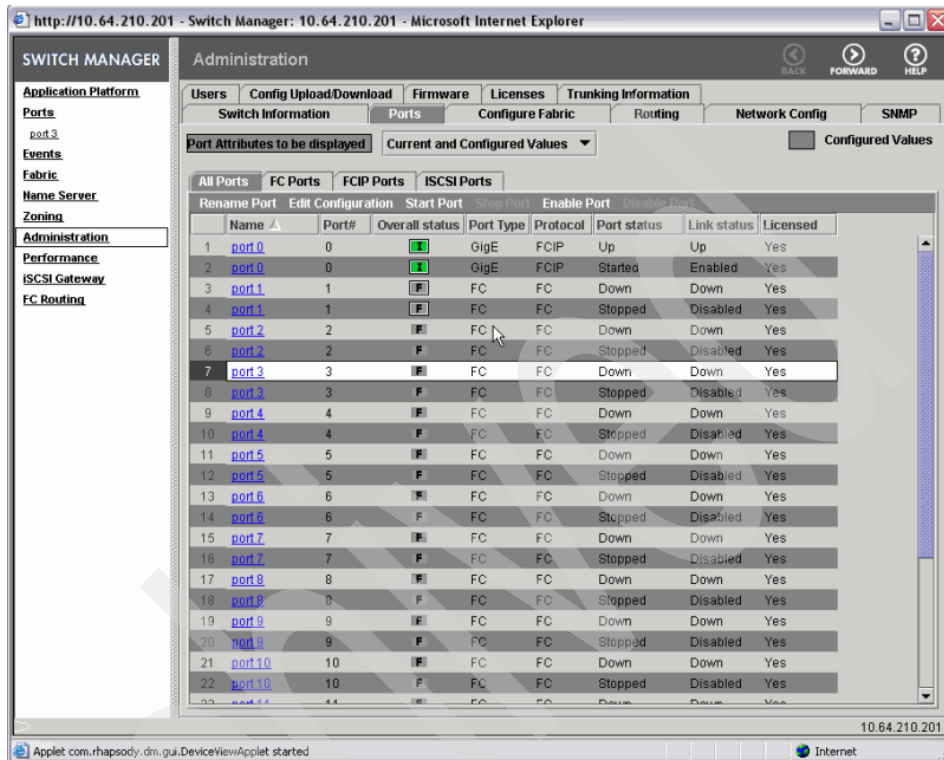 http://10.64.210.201 - Switch Manager: 10.64.210.201 - Microsoft Internet Explorer
SWITCH MANAGER
Administration
BACK FORWARD HELP
Application Platform
Ports
port 3
Events
Fabric
Name Server
Zoning
Administration
Performance
iSCSI Gateway
FC Routing
Users Config Upload/Download Firmware Licenses Trunking Information
Switch Information Ports Configure Fabric Routing Network Config SNMP
Port Attributes to be displayed Current and Configured Values Configured Values
All Ports FC Ports FCIP Ports ISCSI Ports
Rename Port Edit Configuration Start Port Stop Port Enable Port Disable Port
Name Port# Overall status Port Type Protocol Port status Link status Licensed
1 port 0 0 I GigE FCIP Up Up Yes
2 port 0 0 I GigE FCIP Started Enabled Yes
3 port 1 1 F FC FC Down Down Yes
4 port 1 1 F FC FC Stopped Disabled Yes
5 port 2 2 F FC FC Down Down Yes
6 port 2 2 F FC FC Stopped Disabled Yes
7 port 3 3 F FC FC Down Down Yes
8 port 3 3 F FC FC Stopped Disabled Yes
9 port 4 4 F FC FC Down Down Yes
10 port 4 4 F FC FC Stopped Disabled Yes
11 port 5 5 F FC FC Down Down Yes
12 port 5 5 F FC FC Stopped Disabled Yes
13 port 6 6 F FC FC Down Down Yes
14 port 6 6 F FC FC Stopped Disabled Yes
15 port 7 7 F FC FC Down Down Yes
16 port 7 7 F FC FC Stopped Disabled Yes
17 port 8 8 F FC FC Down Down Yes
18 port 8 8 F FC FC Stopped Disabled Yes
19 port 9 9 F FC FC Down Down Yes
20 port 9 9 F FC FC Stopped Disabled Yes
21 port 10 10 F FC FC Down Down Yes
22 port 10 10 F FC FC Stopped Disabled Yes
10.64.210.201
Applet com.rhapsody.dm.gui.DeviceViewApplet started Internet